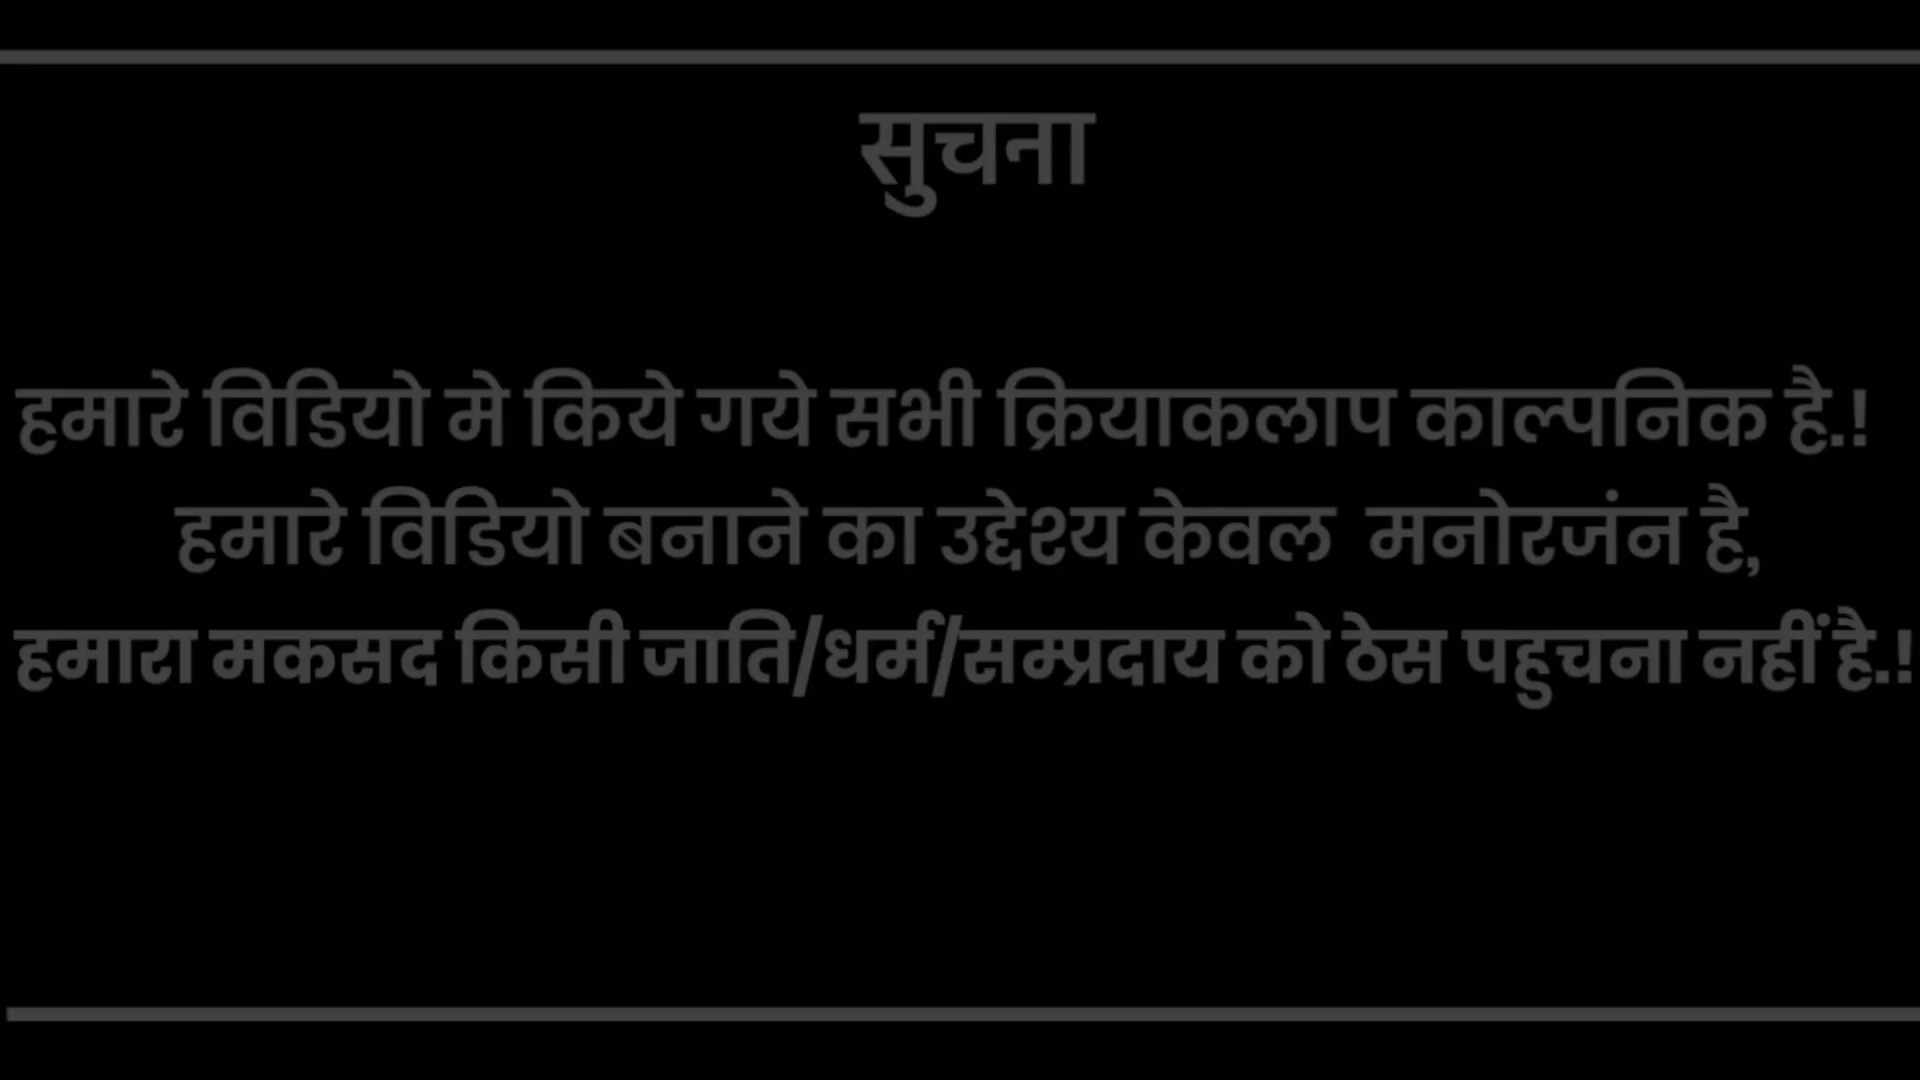 सुचना
हमारे विडियो मे किये गये सभी क्रियाकलाप काल्पनिक है.!
हमारे विडियो बनाने का उद्देश्य केवल मनोरजंन है,
हमारा मकसद किसी जाति/धर्म/सम्प्रदाय को ठेस पहुचना नहीं है.!